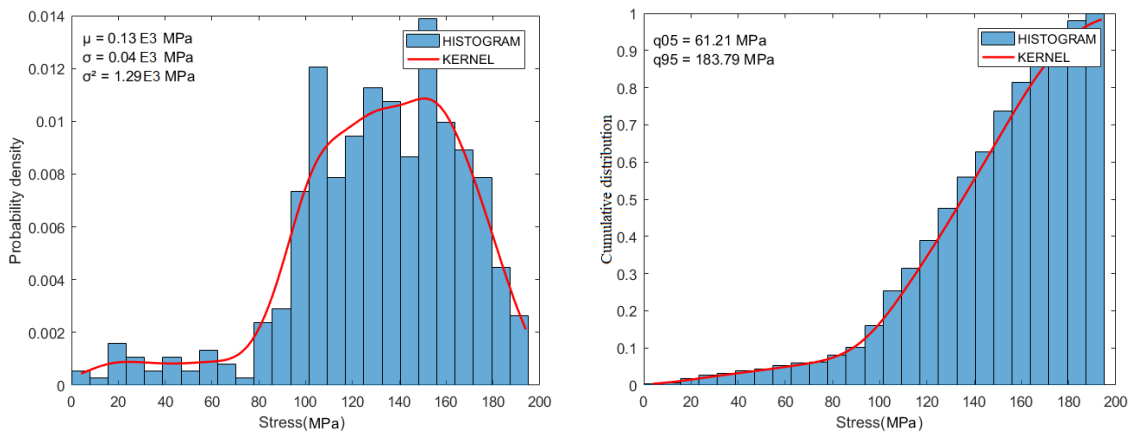 μ = 0.13 E3 MPa
σ = 0.04 E3 MPa
σ² = 1.29E3 MPa
HISTOGRAM
KERNEL
Probability density
0.014
0.012
0.01
0.008
0.006
0.004
0.002
0
0 20 40 60 80 100 120 140 160 180 200
Stress(MPa)
q05 = 61.21 MPa
q95 = 183.79 MPa
HISTOGRAM
KERNEL
Cumulative distribution
1
0.9
0.8
0.7
0.6
0.5
0.4
0.3
0.2
0.1
0
0 20 40 60 80 100 120 140 160 180 200
Stress(MPa)